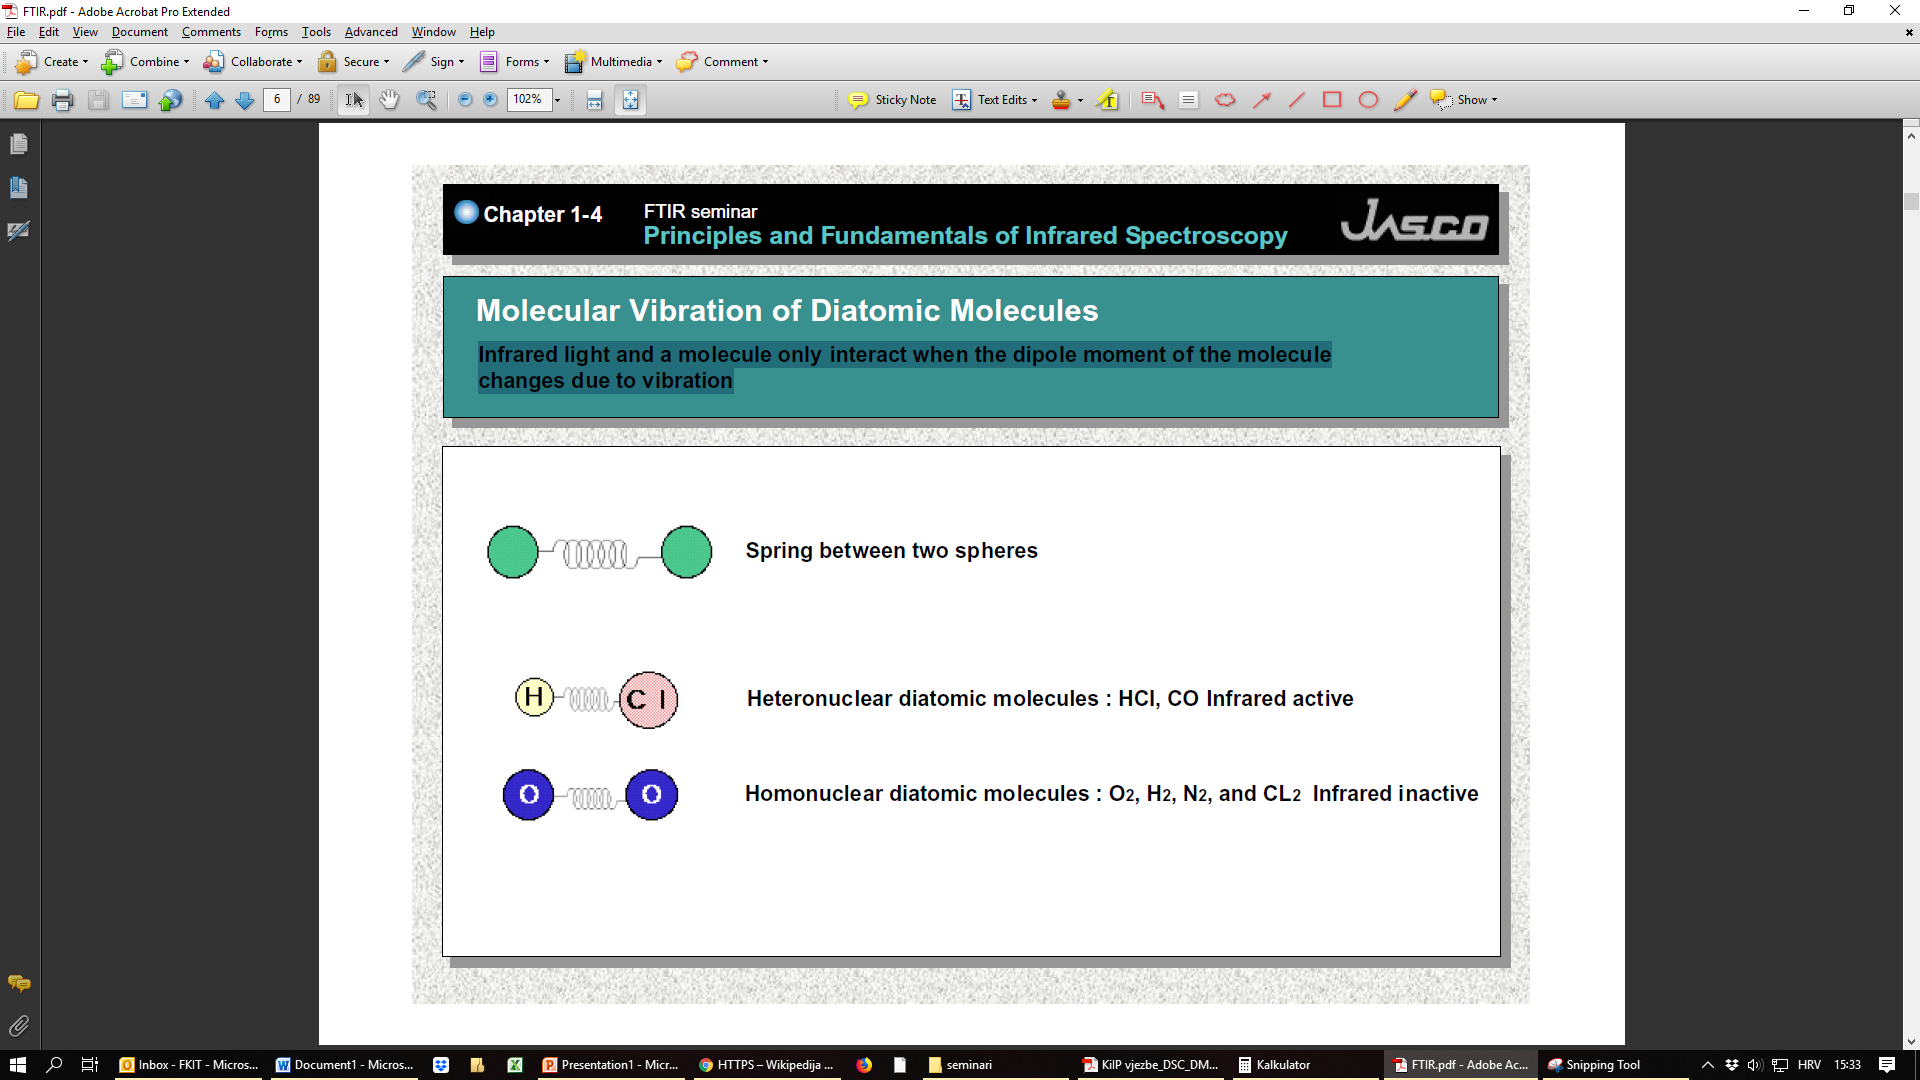 FTIR.pdf - Adobe Acrobat Pro Extended
File Edit View Document Comments Forms Tools Advanced Window Help
Create Combine Collaborate Secure Sign Forms Multimedia Comment
6 / 89 102% Sticky Note Text Edits Show
Chapter 1-4
FTIR seminar
Principles and Fundamentals of Infrared Spectroscopy
Jasco
Molecular Vibration of Diatomic Molecules
Infrared light and a molecule only interact when the dipole moment of the molecule
changes due to vibration
Spring between two spheres
H Cl Heteronuclear diatomic molecules : HCl, CO Infrared active
O O Homonuclear diatomic molecules : O2, H2, N2, and CL2 Infrared inactive
Inbox - FKIT - Micros... Document1 - Micros... Presentation1 - Micr... HTTPS – Wikipedija ... seminari KiIP vjezbe_DSC_DM... Kalkulator FTIR.pdf - Adobe Ac... Snipping Tool HRV 15:33